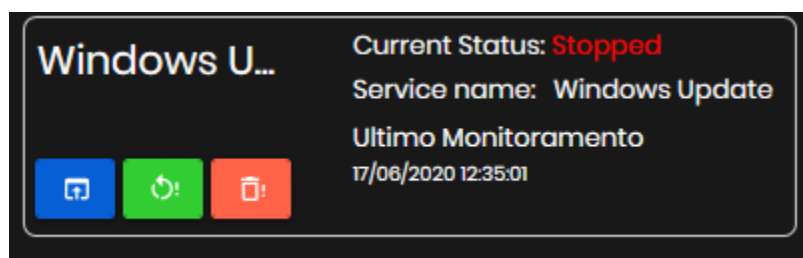 Windows U...
Current Status: Stopped
Service name: Windows Update
Ultimo Monitoramento
17/06/2020 12:35:01